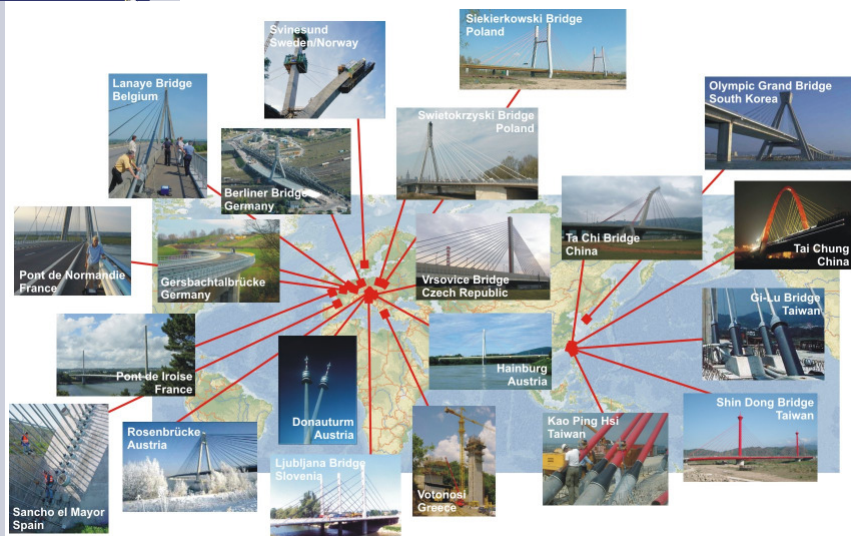 Svinesund
Sweden/Norway
Siekierkowski Bridge
Poland
Lanaye Bridge
Belgium
Olympic Grand Bridge
South Korea
Swietokrzyski Bridge
Poland
Berliner Bridge
Germany
Ta Chi Bridge
China
Tai Chung
China
Pont de Normandie
France
Gersbachtalbrücke
Germany
Vrsovice Bridge
Czech Republic
Gi-Lu Bridge
Taiwan
Pont de Iroise
France
Hainburg
Austria
Donauturm
Austria
Shin Dong Bridge
Taiwan
Kao Ping Hsi
Taiwan
Rosenbrücke
Austria
Ljubljana Bridge
Slovenia
Votonosi
Greece
Sancho el Mayor
Spain